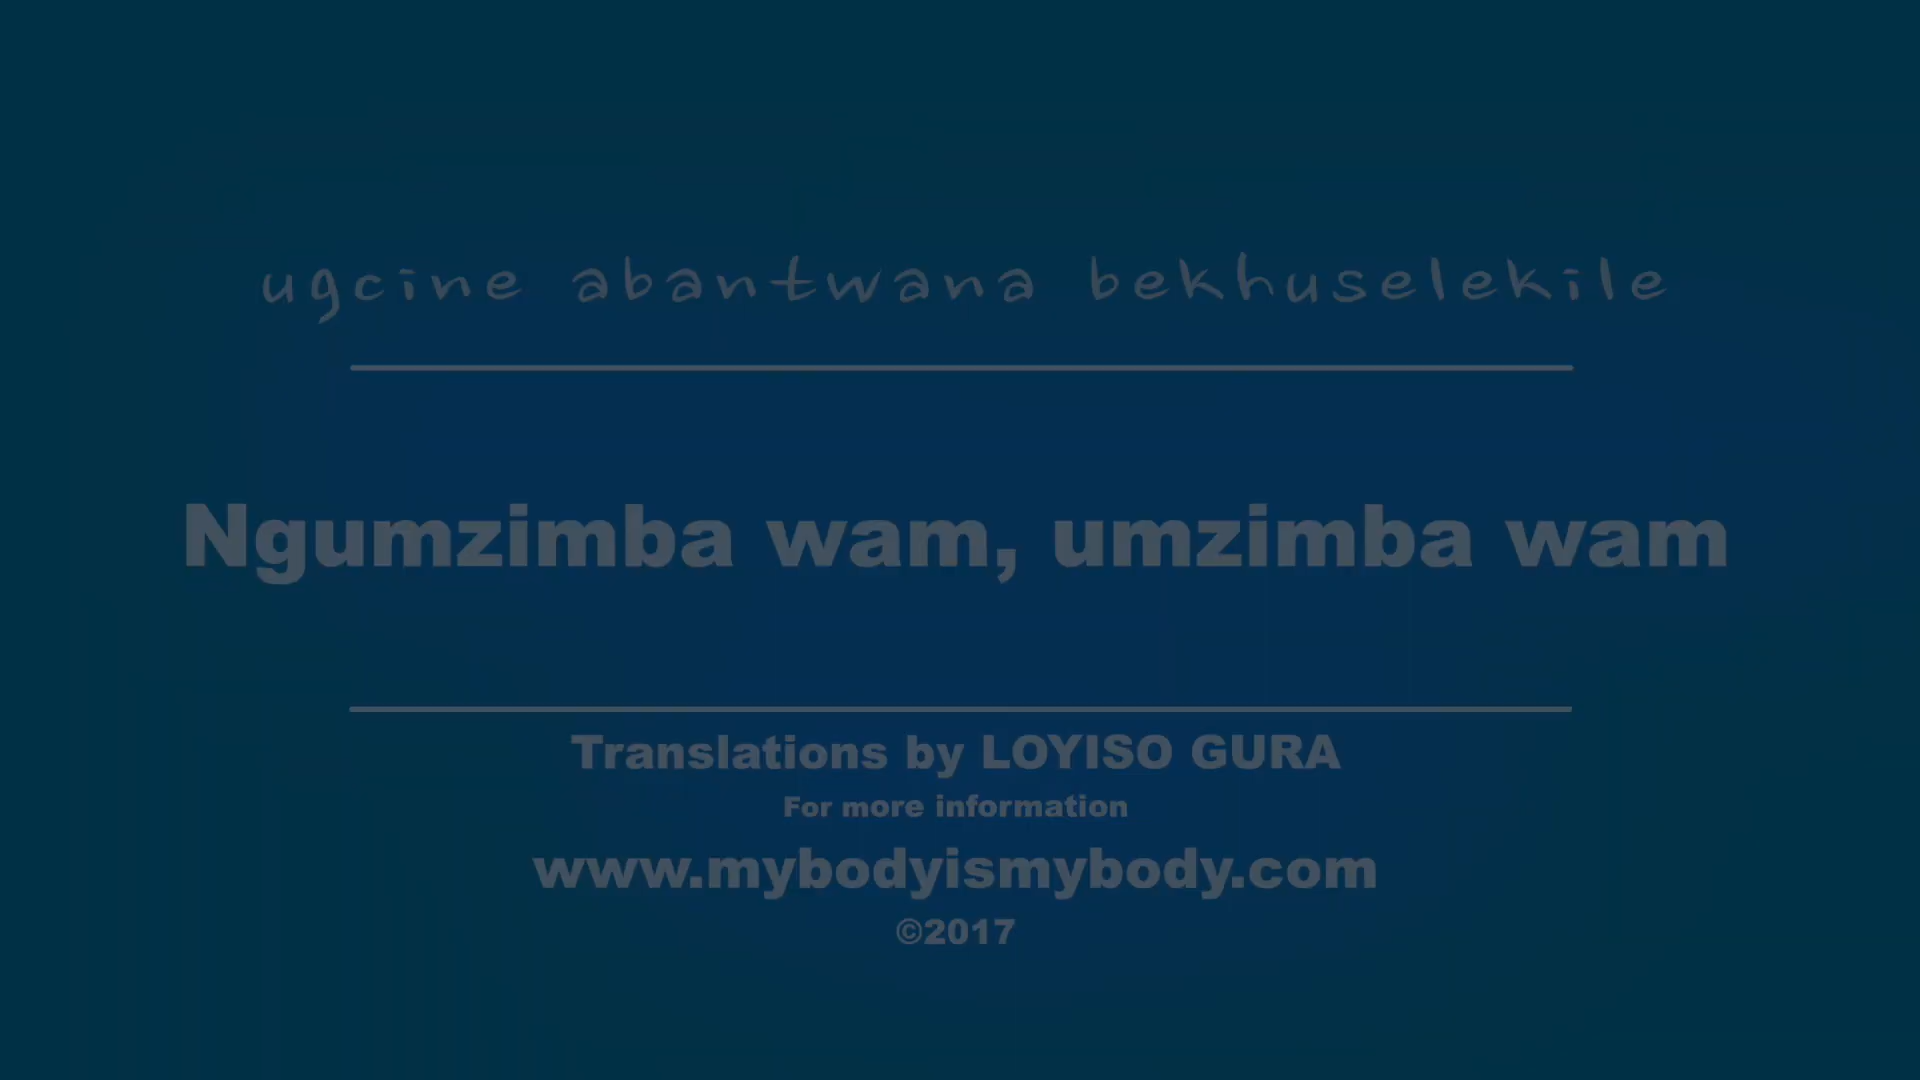 ugcine abantwana bekhuselekile
Ngumzimba wam, umzimba wam
Translations by LOYISO GURA
For more information
www.mybodyismybody.com
©2017